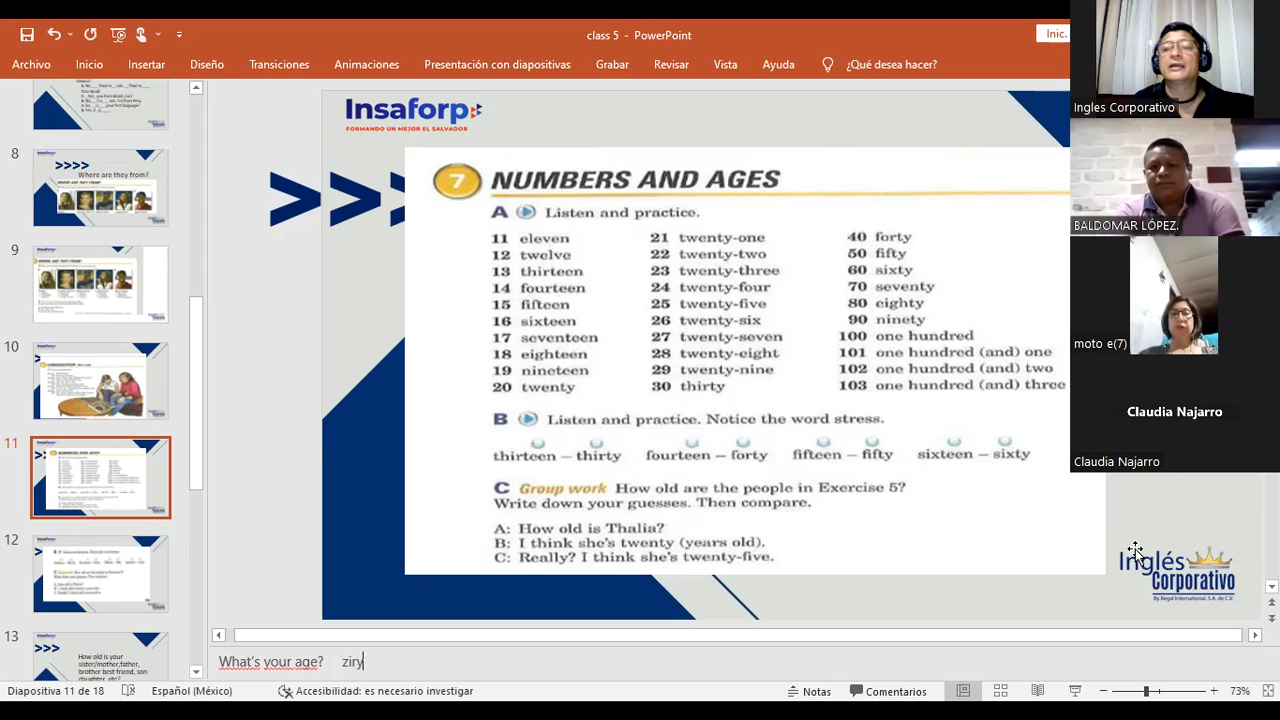 class 5 - PowerPoint
Inic.
Archivo Inicio Insertar Diseño Transiciones Animaciones Presentación con diapositivas Grabar Revisar Vista Ayuda ¿Qué desea hacer?
8
Where are they from?
9
10
11
12
13
How old is your
sister/mother,father,
brother best friend, son
Insaforp
FORMANDO UN MEJOR EL SALVADOR
7 NUMBERS AND AGES
A Listen and practice.
11 eleven 21 twenty-one 40 forty
12 twelve 22 twenty-two 50 fifty
13 thirteen 23 twenty-three 60 sixty
14 fourteen 24 twenty-four 70 seventy
15 fifteen 25 twenty-five 80 eighty
16 sixteen 26 twenty-six 90 ninety
17 seventeen 27 twenty-seven 100 one hundred
18 eighteen 28 twenty-eight 101 one hundred (and) one
19 nineteen 29 twenty-nine 102 one hundred (and) two
20 twenty 30 thirty 103 one hundred (and) three
B Listen and practice. Notice the word stress.
thirteen – thirty fourteen – forty fifteen – fifty sixteen – sixty
C Group work How old are the people in Exercise 5?
Write down your guesses. Then compare.
A: How old is Thalia?
B: I think she's twenty (years old).
C: Really? I think she's twenty-five.
Inglés
Corporativo
By Regal International, S.A. de C.V.
What's your age? ziry
Diapositiva 11 de 18 Español (México) Accesibilidad: es necesario investigar Notas Comentarios 73%
Ingles Corporativo
BALDOMAR LÓPEZ.
moto e(7)
Claudia Najarro
Claudia Najarro